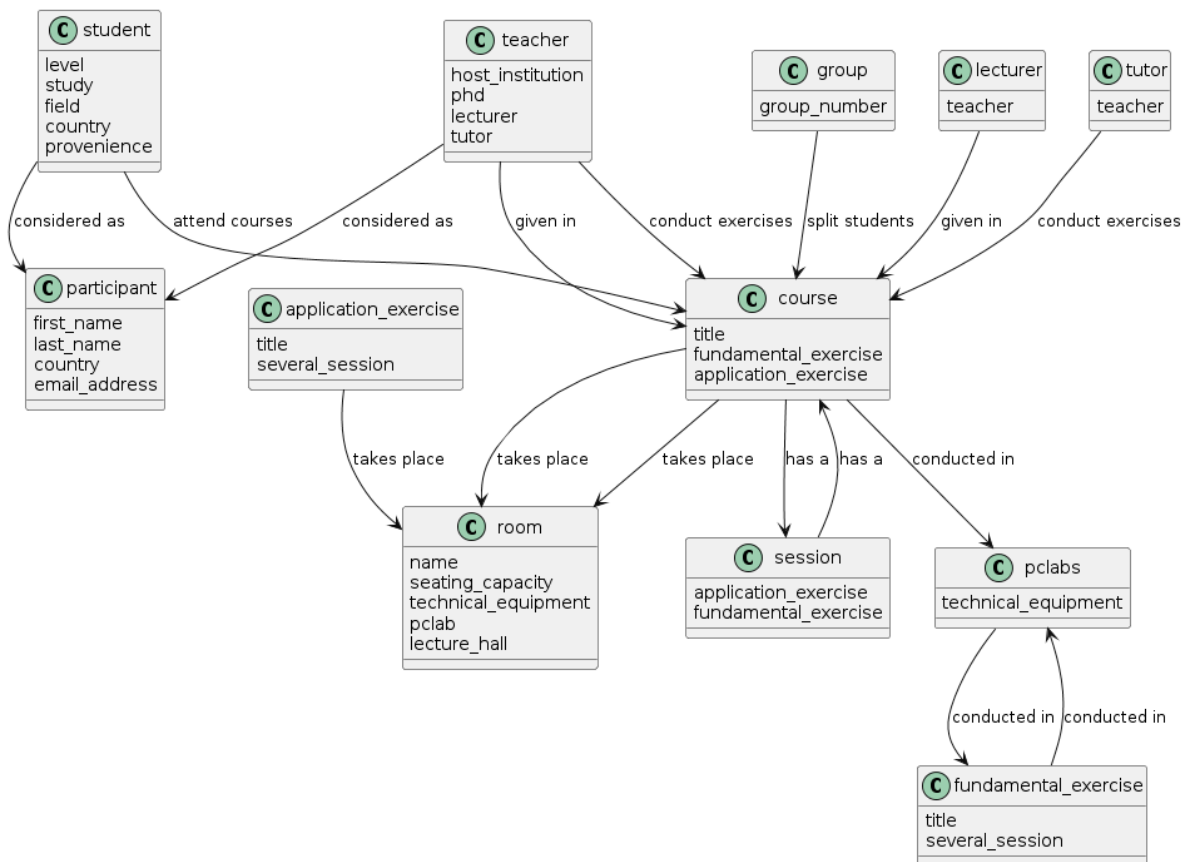 C student
level
study
field
country
provenience
C teacher
host_institution
phd
lecturer
tutor
C group
group_number
C lecturer
teacher
C tutor
teacher
considered as
attend courses
considered as
given in
conduct exercises
split students
given in
conduct exercises
C participant
first_name
last_name
country
email_address
C application_exercise
title
several_session
C course
title
fundamental_exercise
application_exercise
takes place
takes place
takes place
has a
has a
conducted in
C room
name
seating_capacity
technical_equipment
pclab
lecture_hall
C session
application_exercise
fundamental_exercise
C pclabs
technical_equipment
conducted in
conducted in
C fundamental_exercise
title
several_session